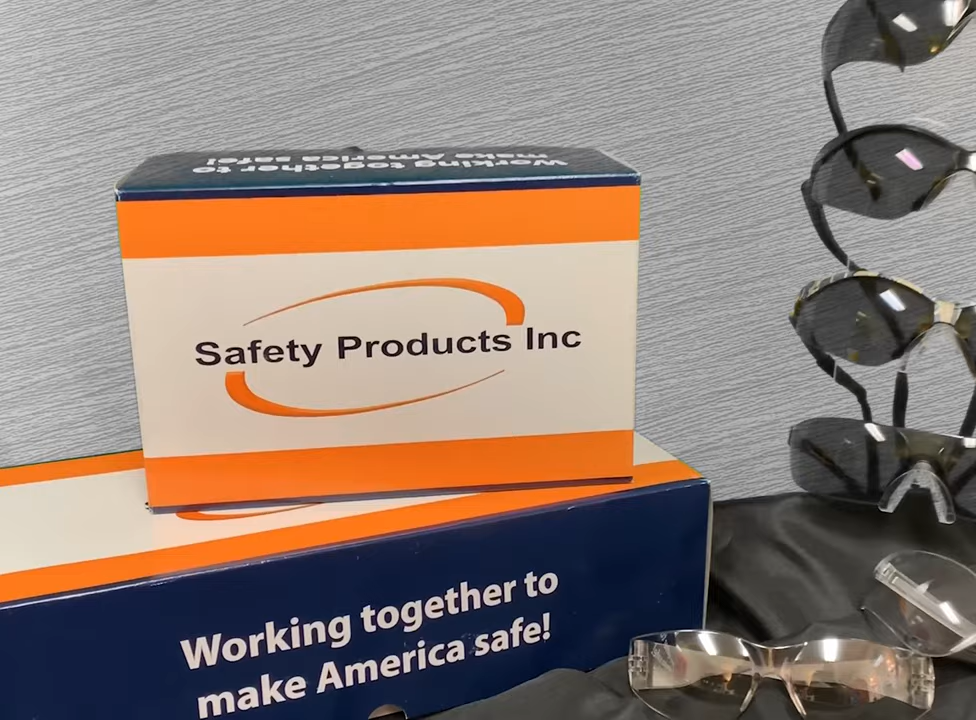 Working together to
make America safe!
Safety Products Inc
Working together to
make America safe!